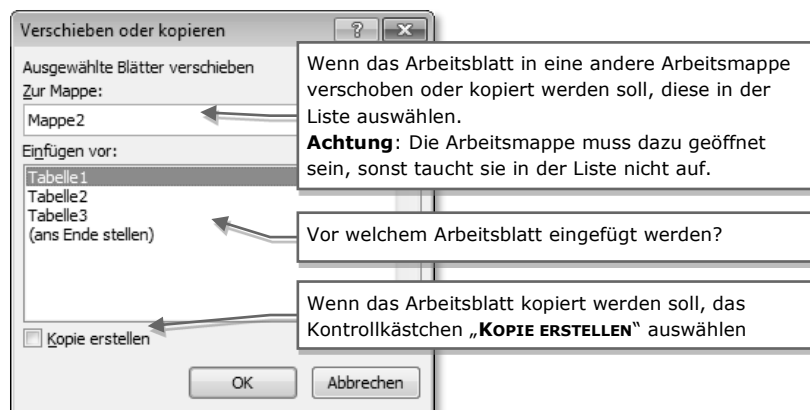 Verschieben oder kopieren
Ausgewählte Blätter verschieben
Zur Mappe:
Mappe2
Einfügen vor:
Tabelle1
Tabelle2
Tabelle3
(ans Ende stellen)
Kopie erstellen
OK
Abbrechen
Wenn das Arbeitsblatt in eine andere Arbeitsmappe
verschoben oder kopiert werden soll, diese in der
Liste auswählen.
Achtung: Die Arbeitsmappe muss dazu geöffnet
sein, sonst taucht sie in der Liste nicht auf.
Vor welchem Arbeitsblatt eingefügt werden?
Wenn das Arbeitsblatt kopiert werden soll, das
Kontrollkästchen „KOPIE ERSTELLEN“ auswählen